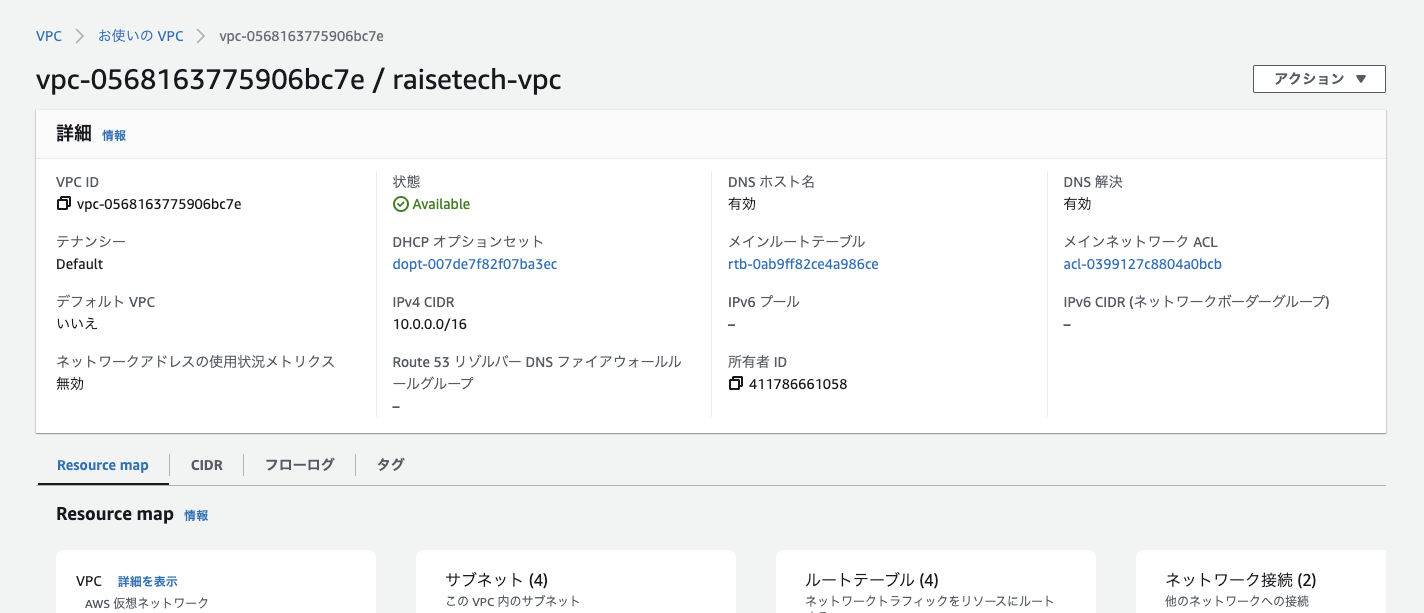 VPC > お使いの VPC > vpc-0568163775906bc7e
vpc-0568163775906bc7e / raisetech-vpc
アクション ▼
詳細 情報
VPC ID
vpc-0568163775906bc7e
状態
Available
DNS ホスト名
有効
DNS 解決
有効
テナンシー
Default
DHCP オプションセット
dopt-007de7f82f07ba3ec
メインルートテーブル
rtb-0ab9ff82ce4a986ce
メインネットワーク ACL
acl-0399127c8804a0bcb
デフォルト VPC
いいえ
IPv4 CIDR
10.0.0.0/16
IPv6 プール
–
IPv6 CIDR (ネットワークボーダーグループ)
–
ネットワークアドレスの使用状況メトリクス
無効
Route 53 リゾルバー DNS ファイアウォールル
ールグループ
–
所有者 ID
411786661058
Resource map
CIDR
フローログ
タグ
Resource map 情報
VPC 詳細を表示
AWS 仮想ネットワーク
サブネット (4)
この VPC 内のサブネット
ルートテーブル (4)
ネットワークトラフィックをリソースにルート
ネットワーク接続 (2)
他のネットワークへの接続